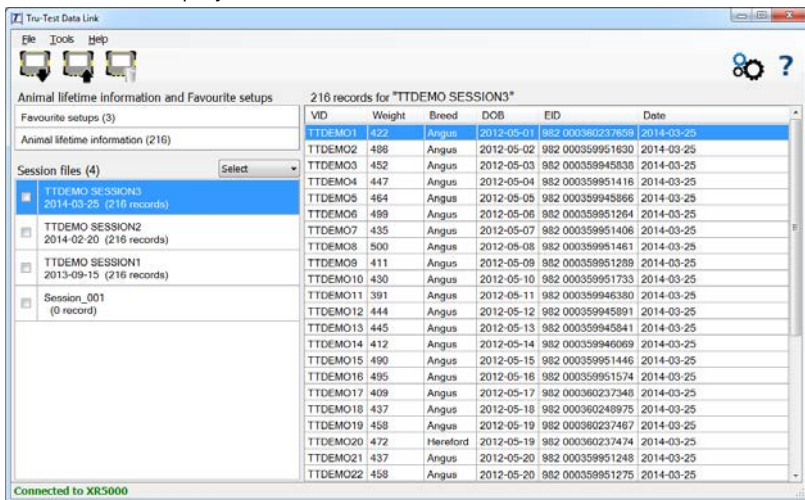 Tru-Test Data Link
File Tools Help
Animal lifetime information and Favourite setups
Favourite setups (3)
Animal lifetime information (216)
Session files (4) Select
TTDEMO SESSION3
2014-03-25 (216 records)
TTDEMO SESSION2
2014-02-20 (216 records)
TTDEMO SESSION1
2013-09-15 (216 records)
Session_001
(0 record)
216 records for "TTDEMO SESSION3"
VID Weight Breed DOB EID Date
TTDEMO1 422 Angus 2012-05-01 982 000360237659 2014-03-25
TTDEMO2 486 Angus 2012-05-02 982 000359951630 2014-03-25
TTDEMO3 452 Angus 2012-05-03 982 000359945838 2014-03-25
TTDEMO4 447 Angus 2012-05-04 982 000359951416 2014-03-25
TTDEMO5 464 Angus 2012-05-05 982 000359945866 2014-03-25
TTDEMO6 499 Angus 2012-05-06 982 000359951264 2014-03-25
TTDEMO7 435 Angus 2012-05-07 982 000359951406 2014-03-25
TTDEMO8 500 Angus 2012-05-08 982 000359951461 2014-03-25
TTDEMO9 411 Angus 2012-05-09 982 000359951289 2014-03-25
TTDEMO10 430 Angus 2012-05-10 982 000359951733 2014-03-25
TTDEMO11 391 Angus 2012-05-11 982 000359946380 2014-03-25
TTDEMO12 444 Angus 2012-05-12 982 000359945891 2014-03-25
TTDEMO13 445 Angus 2012-05-13 982 000359945841 2014-03-25
TTDEMO14 412 Angus 2012-05-14 982 000359946069 2014-03-25
TTDEMO15 490 Angus 2012-05-15 982 000359951446 2014-03-25
TTDEMO16 495 Angus 2012-05-16 982 000359951574 2014-03-25
TTDEMO17 409 Angus 2012-05-17 982 000360237348 2014-03-25
TTDEMO18 437 Angus 2012-05-18 982 000360248975 2014-03-25
TTDEMO19 458 Angus 2012-05-19 982 000360237467 2014-03-25
TTDEMO20 472 Hereford 2012-05-19 982 000360237474 2014-03-25
TTDEMO21 437 Angus 2012-05-20 982 000359951248 2014-03-25
TTDEMO22 458 Angus 2012-05-20 982 000359951275 2014-03-25
Connected to XR5000